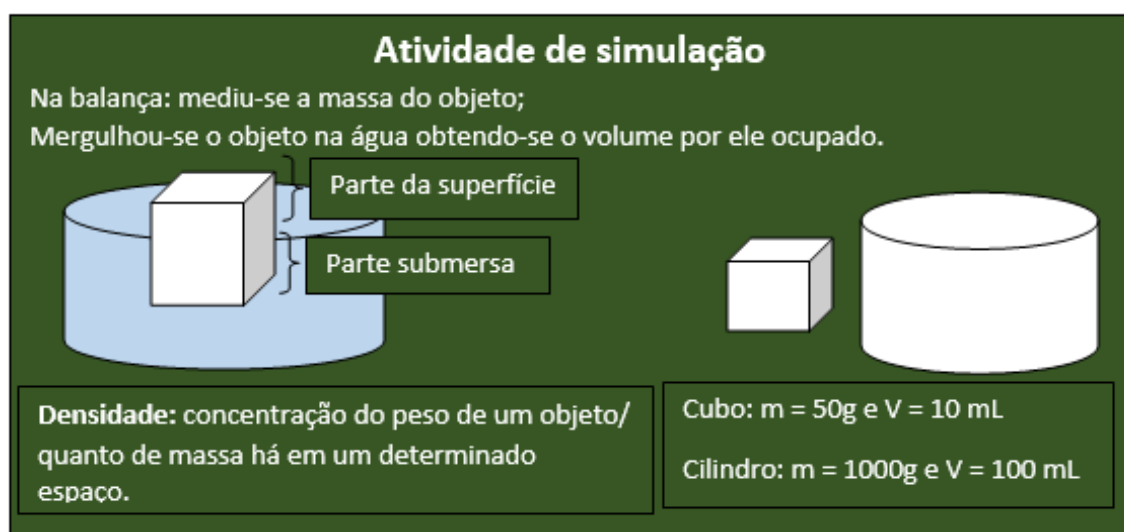 Atividade de simulação
Na balança: mediu-se a massa do objeto;
Mergulhou-se o objeto na água obtendo-se o volume por ele ocupado.
Parte da superfície
Parte submersa
Densidade: concentração do peso de um objeto/
quanto de massa há em um determinado
espaço.
Cubo: m = 50g e V = 10 mL
Cilindro: m = 1000g e V = 100 mL